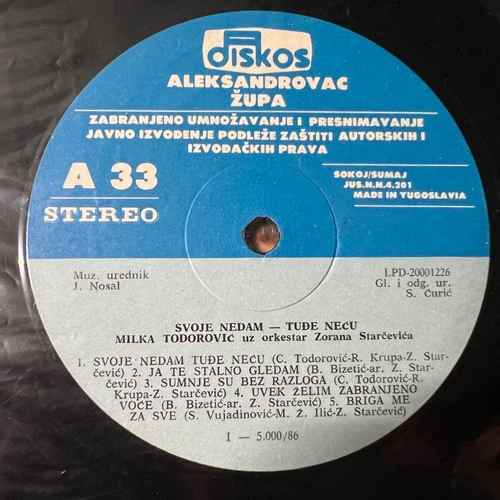 diskos
ALEKSANDROVAC
ŽUPA
ZABRANJENO UMNOŽAVANJE I PRESNIMAVANJE
JAVNO IZVOĐENJE PODLEŽE ZAŠTITI AUTORSKIH I
IZVOĐAČKIH PRAVA
A 33
STEREO
SOKOJ/SUMAJ
JUS.N.N.4.201
MADE IN YUGOSLAVIA
Muz. urednik
J. Nosal
LPD-20001226
Gl. i odg. ur.
S. Ćurić
SVOJE NEDAM — TUĐE NEĆU
MILKA TODOROVIĆ uz orkestar Zorana Starčevića
1. SVOJE NEDAM TUĐE NEĆU (C. Todorović-R. Krupa-Z. Star-
čević) 2. JA TE STALNO GLEDAM (B. Bizetić-ar. Z. Star-
čević) 3. SUMNJE SU BEZ RAZLOGA (C. Todorović-R.
Krupa-Z. Starčević) 4. UVEK ŽELIM ZABRANJENO
VOĆE (B. Bizetić-ar. Z. Starčević) 5. BRIGA ME
ZA SVE (S. Vujadinović-M. Ž. Ilić-Z. Starčević)
I — 5.000/86